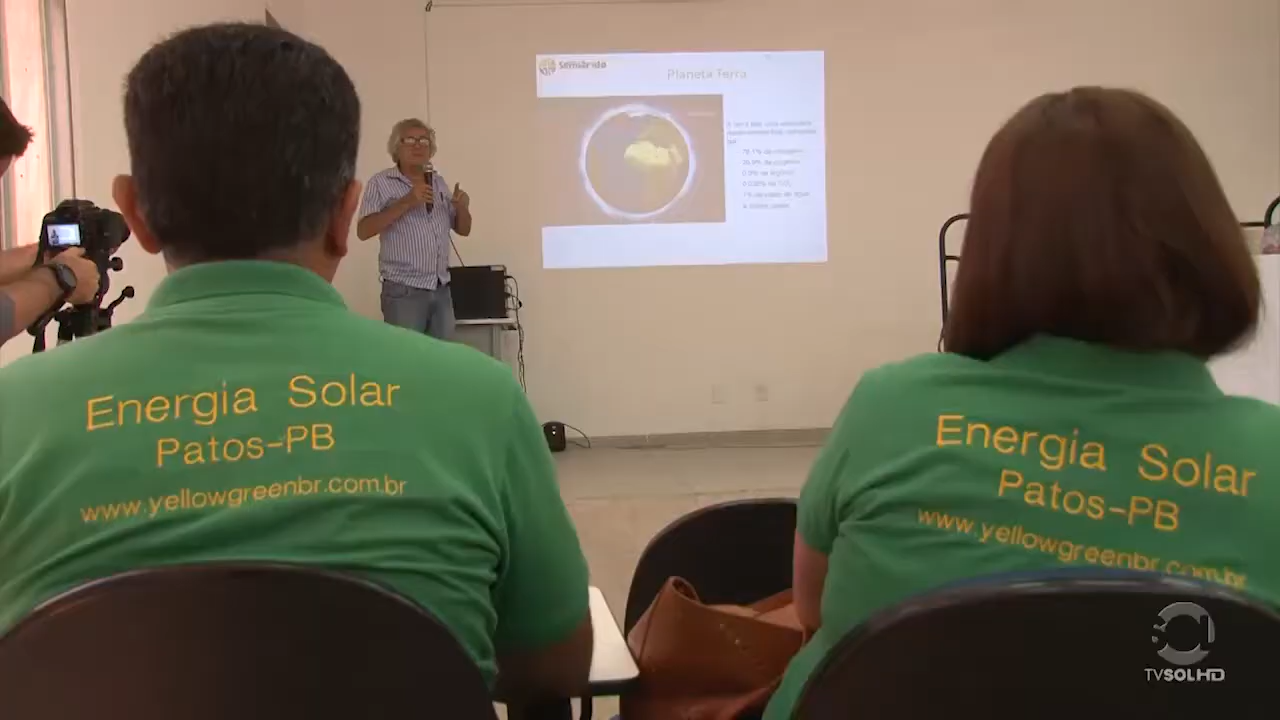 Semiárido
Planeta Terra
Energia Solar
Patos-PB
www.yellowgreenbr.com.br
Energia Solar
Patos-PB
www.yellowgreenbr.com.br
TVSOLHD